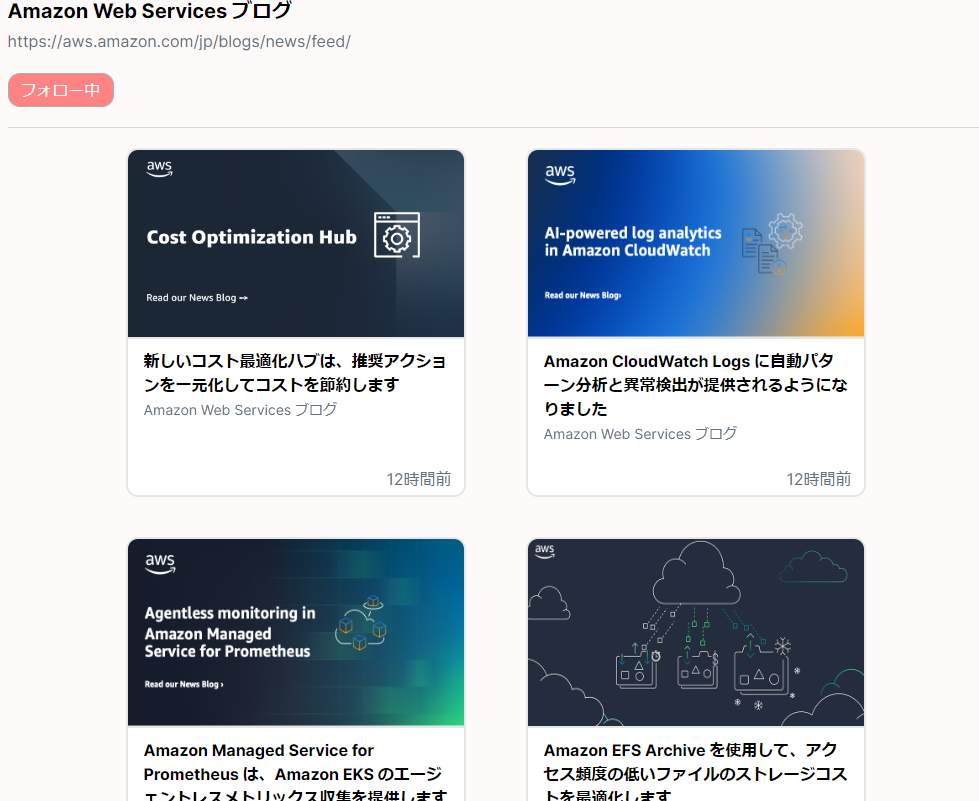 Amazon Web Services ブログ
https://aws.amazon.com/jp/blogs/news/feed/
フォロー中
aws
Cost Optimization Hub
Read our News Blog →
新しいコスト最適化ハブは、推奨アクショ
ンを一元化してコストを節約します
Amazon Web Services ブログ
12時間前
aws
AI-powered log analytics
in Amazon CloudWatch
Read our News Blog›
Amazon CloudWatch Logs に自動パタ
ーン分析と異常検出が提供されるようにな
りました
Amazon Web Services ブログ
12時間前
aws
Agentless monitoring in
Amazon Managed
Service for Prometheus
Read our News Blog ›
Amazon Managed Service for
Prometheus は、Amazon EKS のエージ
ェントレスメトリックス収集を提供します
aws
Amazon EFS Archive を使用して、アク
セス頻度の低いファイルのストレージコス
トを最適化します